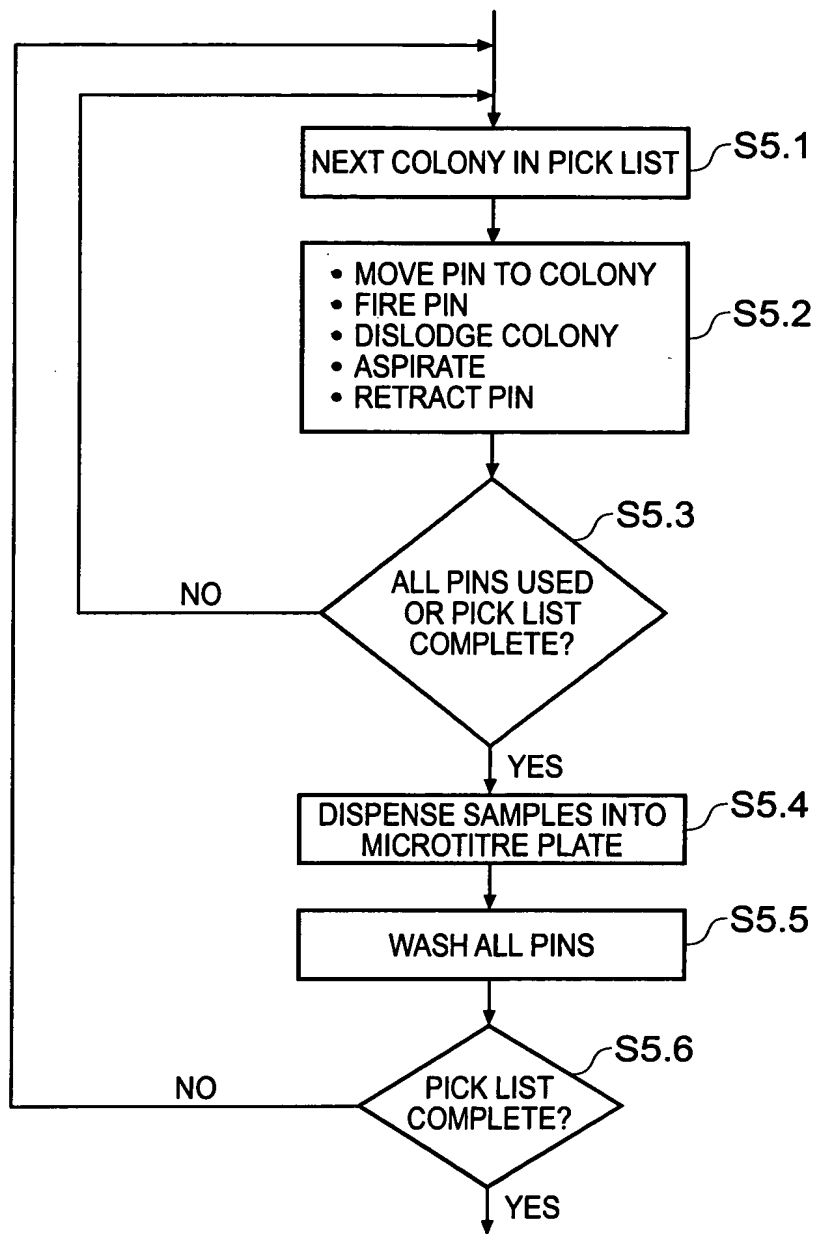 NEXT COLONY IN PICK LIST
S5.1
• MOVE PIN TO COLONY
• FIRE PIN
• DISLODGE COLONY
• ASPIRATE
• RETRACT PIN
S5.2
S5.3
ALL PINS USED
OR PICK LIST
COMPLETE?
NO
YES
DISPENSE SAMPLES INTO
MICROTITRE PLATE
S5.4
WASH ALL PINS
S5.5
S5.6
PICK LIST
COMPLETE?
NO
YES